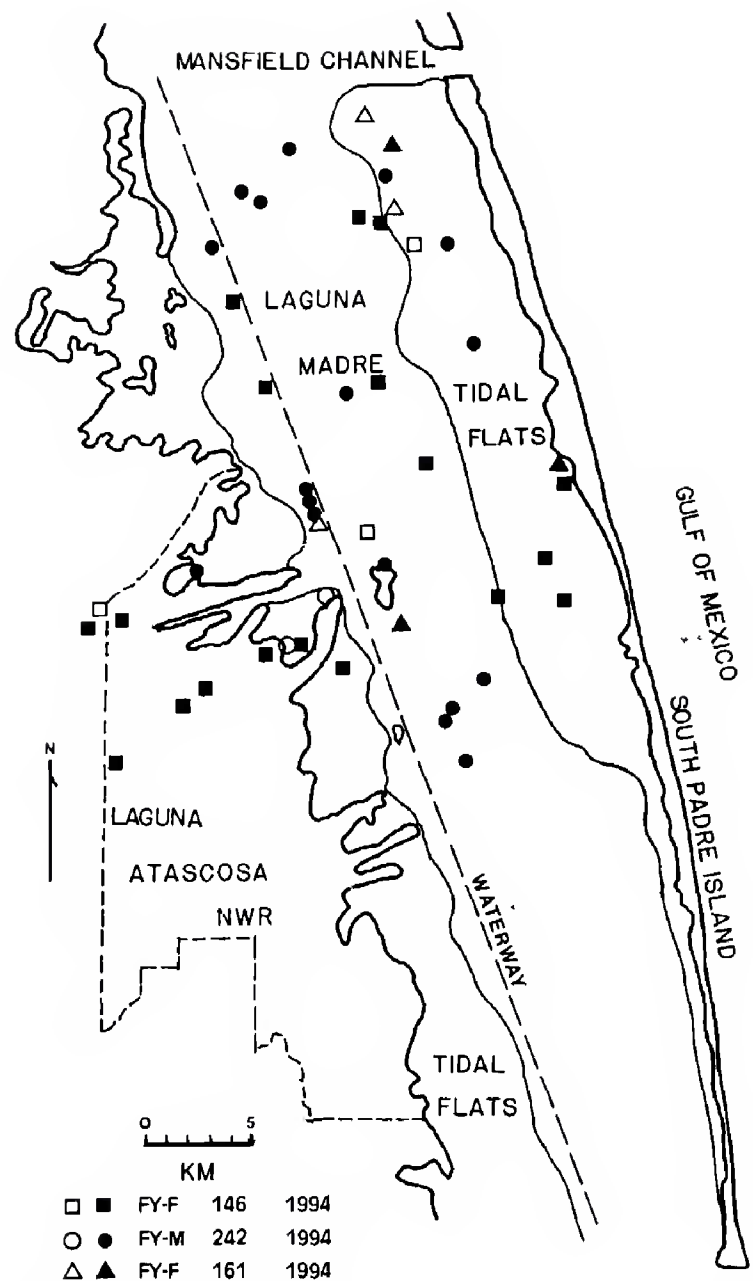 MANSFIELD CHANNEL
LAGUNA
MADRE
TIDAL
FLATS
GULF OF MEXICO
SOUTH PADRE ISLAND
N
LAGUNA
ATASCOSA
NWR
WATERWAY
TIDAL
FLATS
0 5
KM
FY-F 146 1994
FY-M 242 1994
FY-F 161 1994